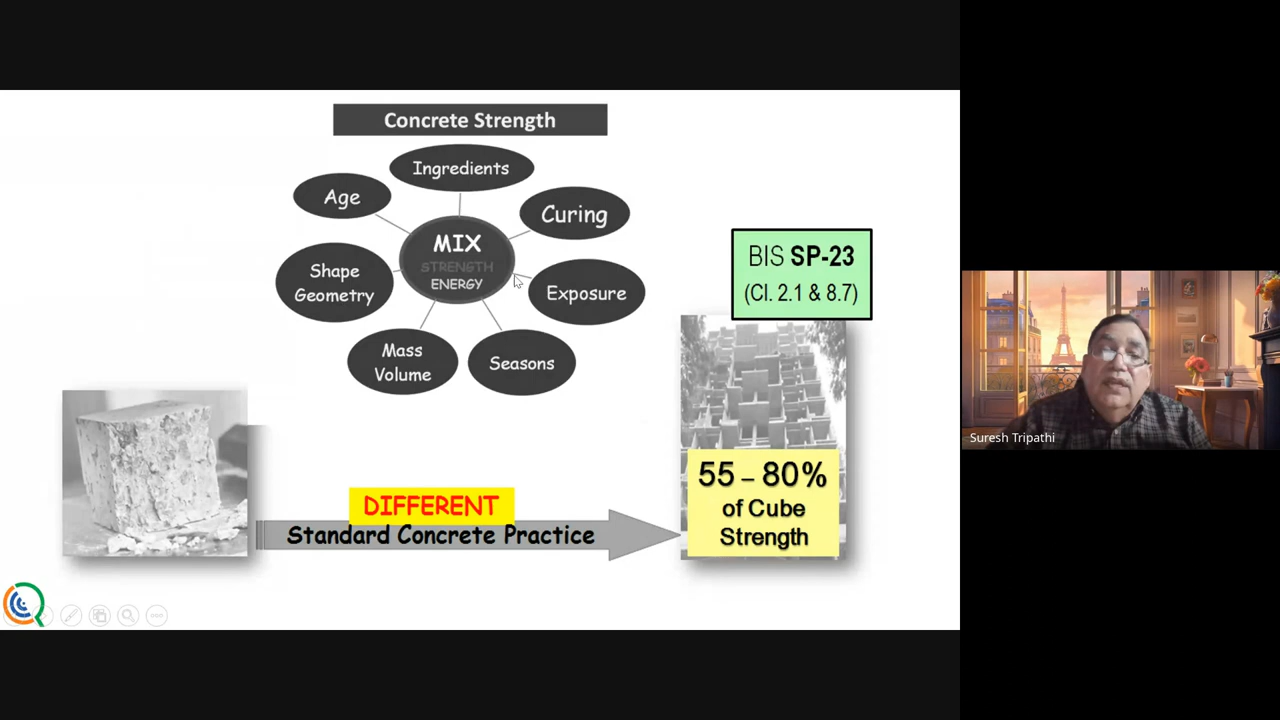 Concrete Strength
Ingredients
Age
Curing
MIX
STRENGTH
ENERGY
Shape
Geometry
Exposure
Mass
Volume
Seasons
BIS SP-23
(Cl. 2.1 & 8.7)
55 – 80%
of Cube
Strength
DIFFERENT
Standard Concrete Practice
Suresh Tripathi